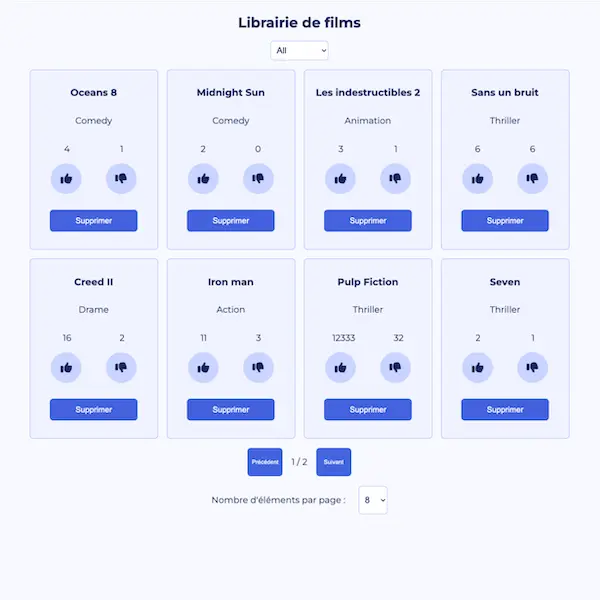 Librairie de films
All
Oceans 8 Midnight Sun Les indestructibles 2 Sans un bruit
Comedy Comedy Animation Thriller
4 1 2 0 3 1 6 6
Supprimer Supprimer Supprimer Supprimer
Creed II Iron man Pulp Fiction Seven
Drame Action Thriller Thriller
16 2 11 3 12333 32 2 1
Supprimer Supprimer Supprimer Supprimer
Précédent 1 / 2 Suivant
Nombre d'éléments par page : 8